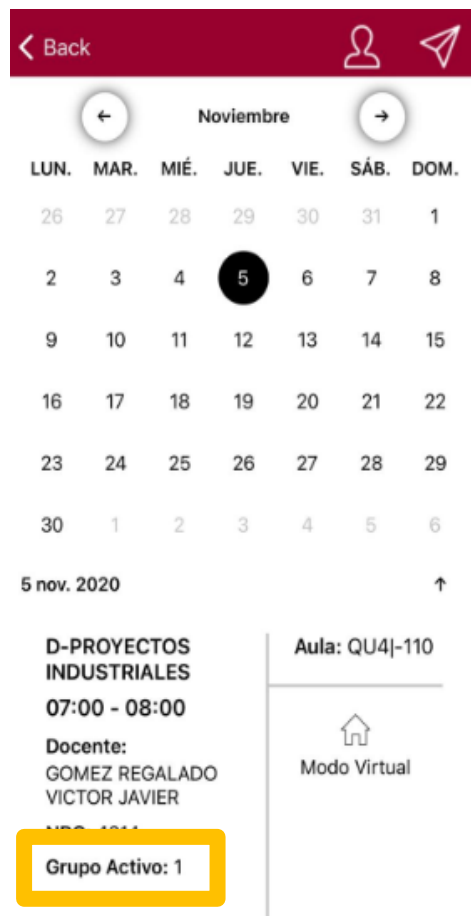 Back
Noviembre
LUN. MAR. MIÉ. JUE. VIE. SÁB. DOM.
26 27 28 29 30 31 1
2 3 4 5 6 7 8
9 10 11 12 13 14 15
16 17 18 19 20 21 22
23 24 25 26 27 28 29
30 1 2 3 4 5 6
5 nov. 2020
D-PROYECTOS
INDUSTRIALES
07:00 - 08:00
Docente:
GOMEZ REGALADO
VICTOR JAVIER
Grupo Activo: 1
Aula: QU4|-110
Modo Virtual